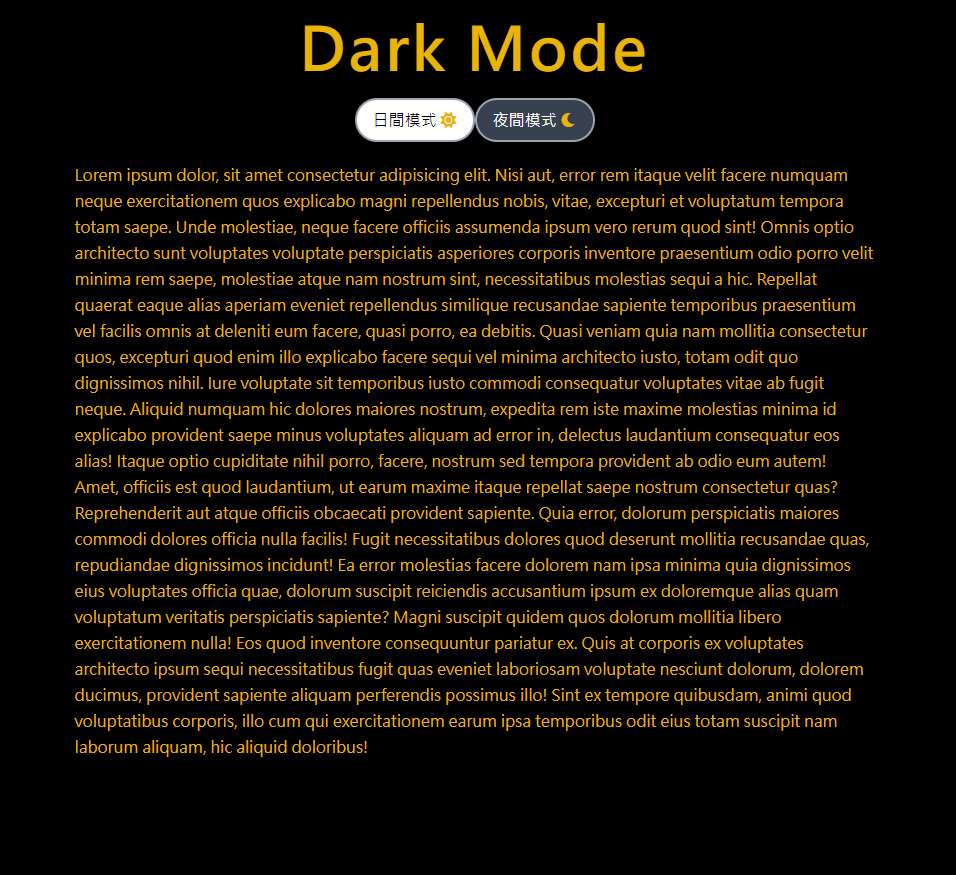 Dark Mode
日間模式
夜間模式
Lorem ipsum dolor, sit amet consectetur adipisicing elit. Nisi aut, error rem itaque velit facere numquam
neque exercitationem quos explicabo magni repellendus nobis, vitae, excepturi et voluptatum tempora
totam saepe. Unde molestiae, neque facere officiis assumenda ipsum vero rerum quod sint! Omnis optio
architecto sunt voluptates voluptate perspiciatis asperiores corporis inventore praesentium odio porro velit
minima rem saepe, molestiae atque nam nostrum sint, necessitatibus molestias sequi a hic. Repellat
quaerat eaque alias aperiam eveniet repellendus similique recusandae sapiente temporibus praesentium
vel facilis omnis at deleniti eum facere, quasi porro, ea debitis. Quasi veniam quia nam mollitia consectetur
quos, excepturi quod enim illo explicabo facere sequi vel minima architecto iusto, totam odit quo
dignissimos nihil. Iure voluptate sit temporibus iusto commodi consequatur voluptates vitae ab fugit
neque. Aliquid numquam hic dolores maiores nostrum, expedita rem iste maxime molestias minima id
explicabo provident saepe minus voluptates aliquam ad error in, delectus laudantium consequatur eos
alias! Itaque optio cupiditate nihil porro, facere, nostrum sed tempora provident ab odio eum autem!
Amet, officiis est quod laudantium, ut earum maxime itaque repellat saepe nostrum consectetur quas?
Reprehenderit aut atque officiis obcaecati provident sapiente. Quia error, dolorum perspiciatis maiores
commodi dolores officia nulla facilis! Fugit necessitatibus dolores quod deserunt mollitia recusandae quas,
repudiandae dignissimos incidunt! Ea error molestias facere dolorem nam ipsa minima quia dignissimos
eius voluptates officia quae, dolorum suscipit reiciendis accusantium ipsum ex doloremque alias quam
voluptatum veritatis perspiciatis sapiente? Magni suscipit quidem quos dolorum mollitia libero
exercitationem nulla! Eos quod inventore consequuntur pariatur ex. Quis at corporis ex voluptates
architecto ipsum sequi necessitatibus fugit quas eveniet laboriosam voluptate nesciunt dolorum, dolorem
ducimus, provident sapiente aliquam perferendis possimus illo! Sint ex tempore quibusdam, animi quod
voluptatibus corporis, illo cum qui exercitationem earum ipsa temporibus odit eius totam suscipit nam
laborum aliquam, hic aliquid doloribus!